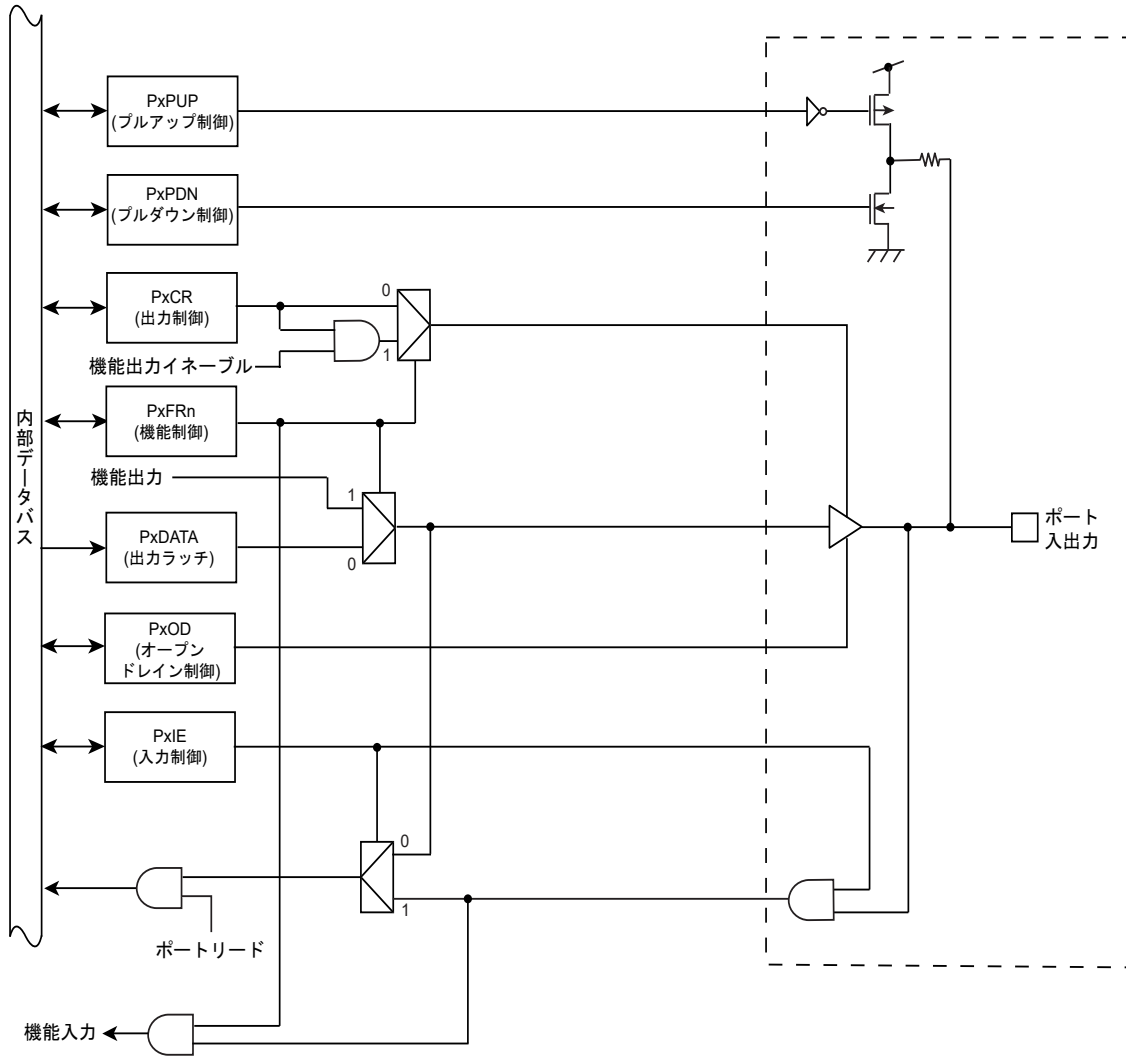 PxPUP
(プルアップ制御)
PxPDN
(プルダウン制御)
PxCR
(出力制御)
0
1
機能出力イネーブル
内部データバス
PxFRn
(機能制御)
機能出力
1
PxDATA
(出力ラッチ)
0
ポート
入出力
PxOD
(オープン
ドレイン制御)
PxIE
(入力制御)
0
1
ポートリード
機能入力